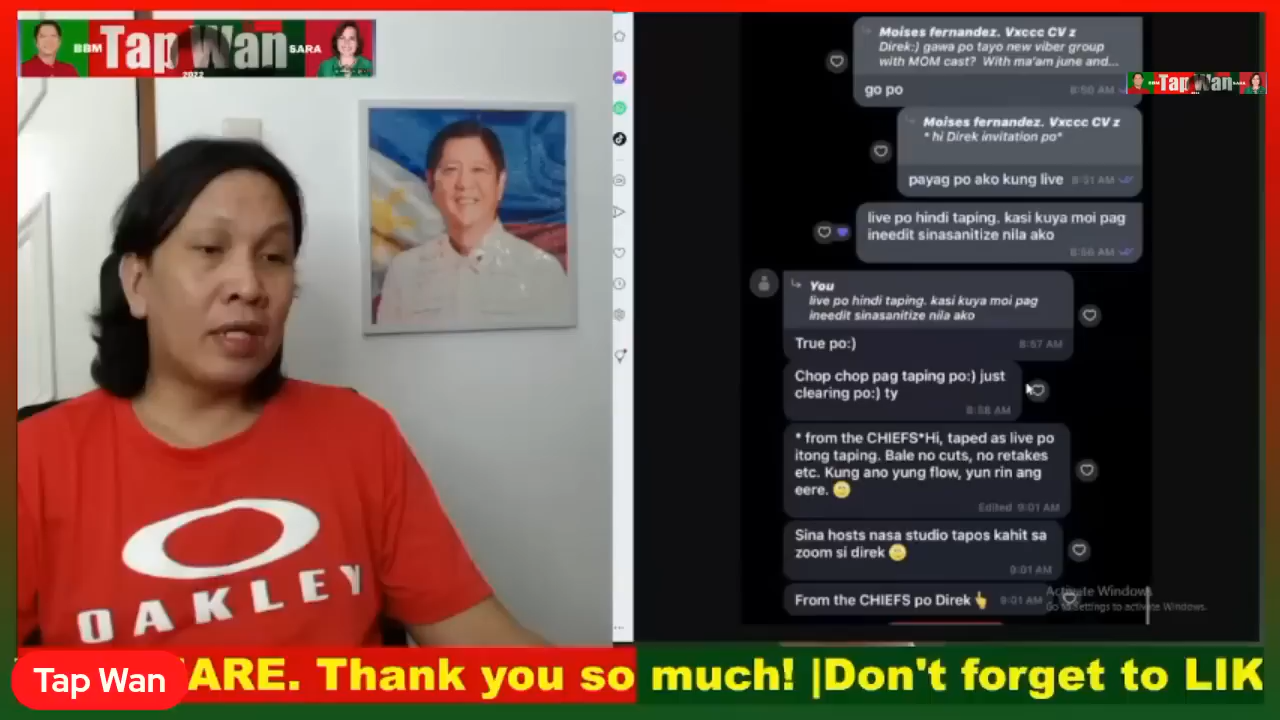 BBM Tap Wan SARA
2022
OAKLEY
Moises fernandez. Vxccc CV z
Direk:) gawa po tayo new viber group
with MOM cast? With ma'am june and...
go po 8:50 AM
Tap Wan
Moises fernandez. Vxccc CV z
* hi Direk invitation po*
payag po ako kung live 8:51 AM
live po hindi taping. kasi kuya moi pag
ineedit sinasanitize nila ako
8:56 AM
You
live po hindi taping. kasi kuya moi pag
ineedit sinasanitize nila ako
True po:) 8:57 AM
Chop chop pag taping po:) just
clearing po:) ty
8:58 AM
* from the CHIEFS*Hi, taped as live po
itong taping. Bale no cuts, no retakes
etc. Kung ano yung flow, yun rin ang
eere.
Edited 9:01 AM
Sina hosts nasa studio tapos kahit sa
zoom si direk
9:01 AM
From the CHIEFS po Direk 9:01 AM
Activate Windows
Go to Settings to activate Windows.
Tap Wan
ARE. Thank you so much! |Don't forget to LIK